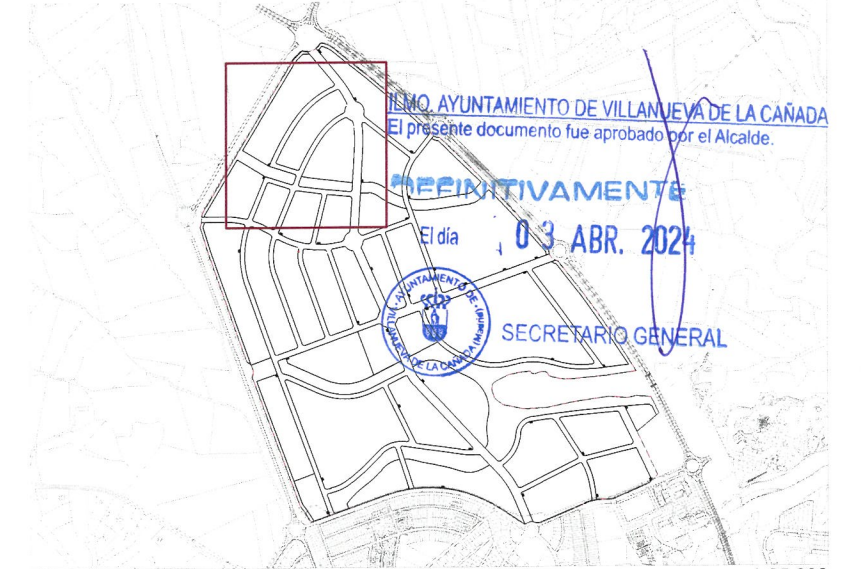 ILMO. AYUNTAMIENTO DE VILLANUEVA DE LA CAÑADA
El presente documento fue aprobado por el Alcalde.
DEFINITIVAMENTE
El día
03 ABR. 2024
AYUNTAMIENTO DE VILLANUEVA DE LA CAÑADA (Madrid)
SECRETARIO GENERAL